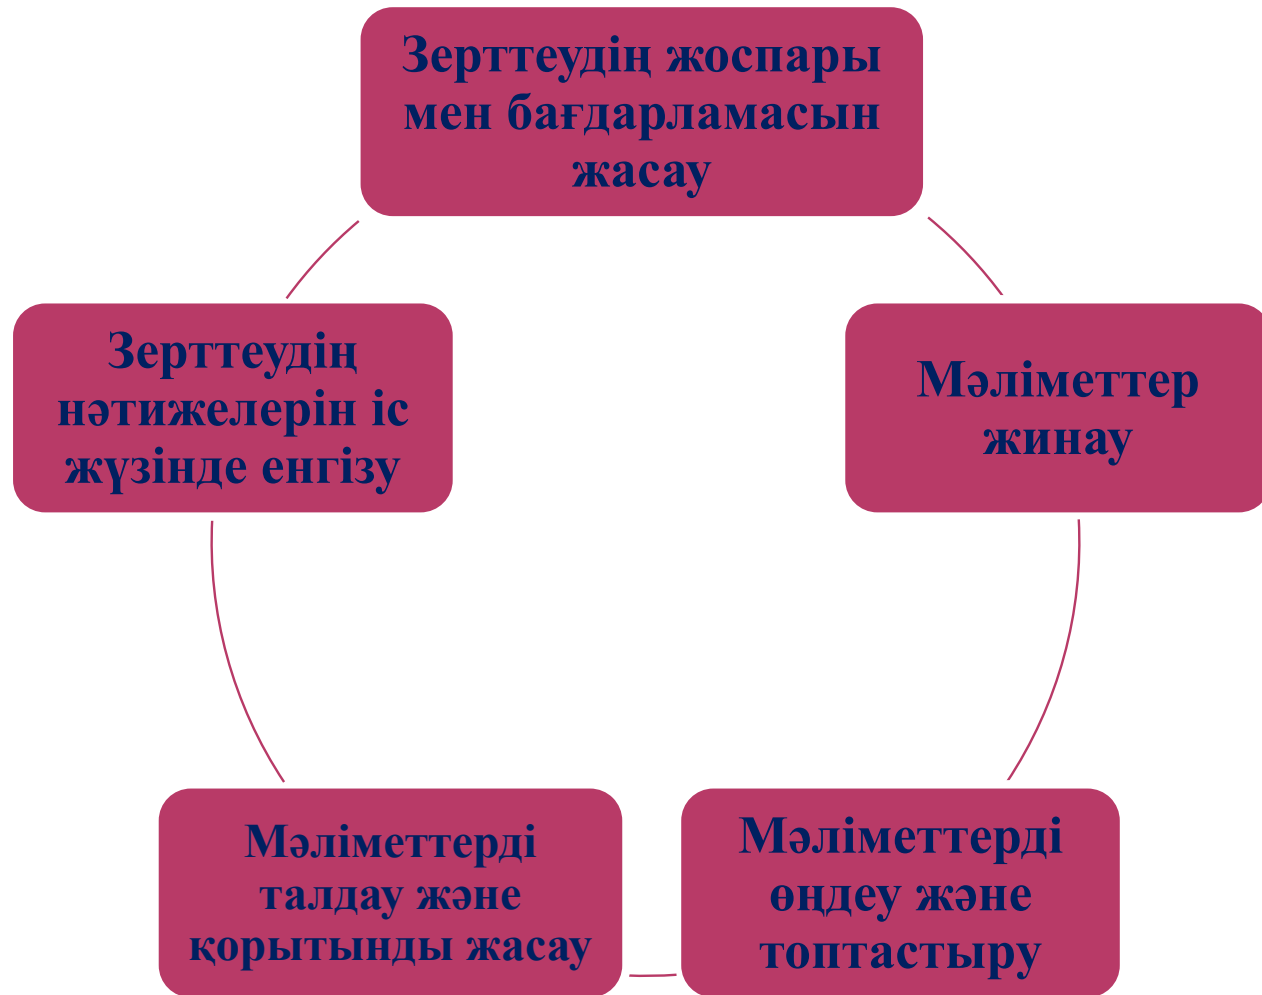 Зерттеудің жоспары
мен бағдарламасын
жасау
Мәліметтер
жинау
Мәліметтерді
өңдеу және
топтастыру
Мәліметтерді
талдау және
қорытынды жасау
Зерттеудің
нәтижелерін іс
жүзінде енгізу